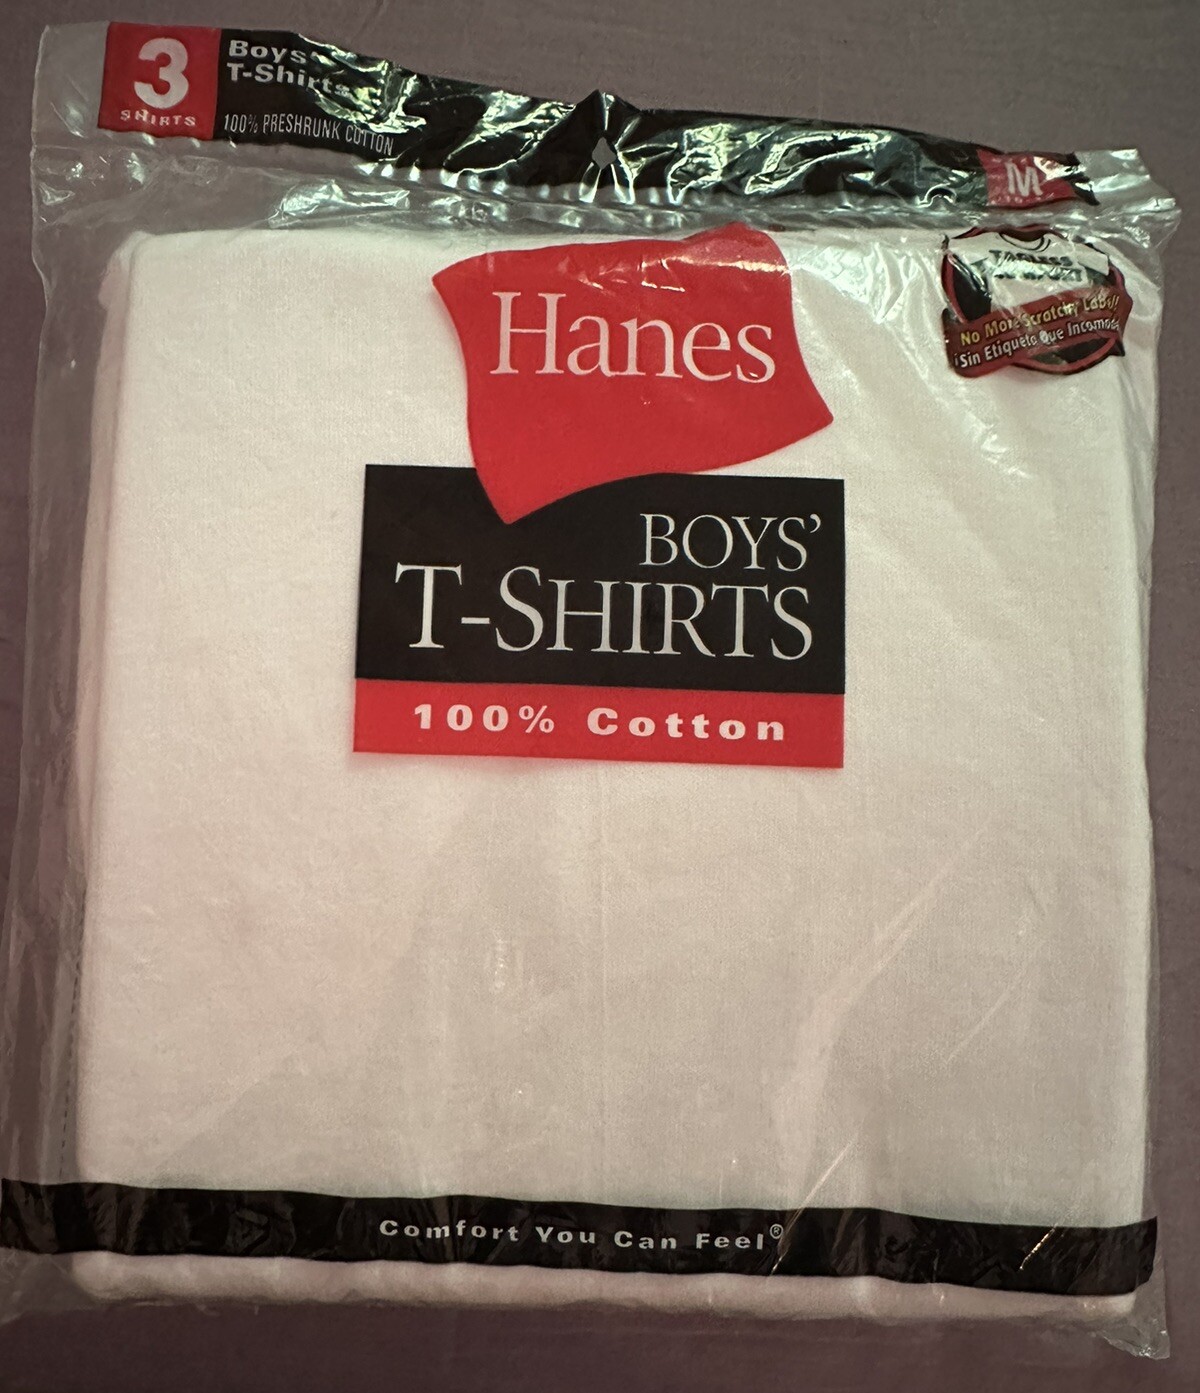 3
SHIRTS
Boys'
T-Shirts
100% PRESHRUNK COTTON
M
TAGLESS
No More Scratchy Label!
¡Sin Etiqueta Que Incomode
Hanes
BOYS'
T-SHIRTS
100% Cotton
Comfort You Can Feel®